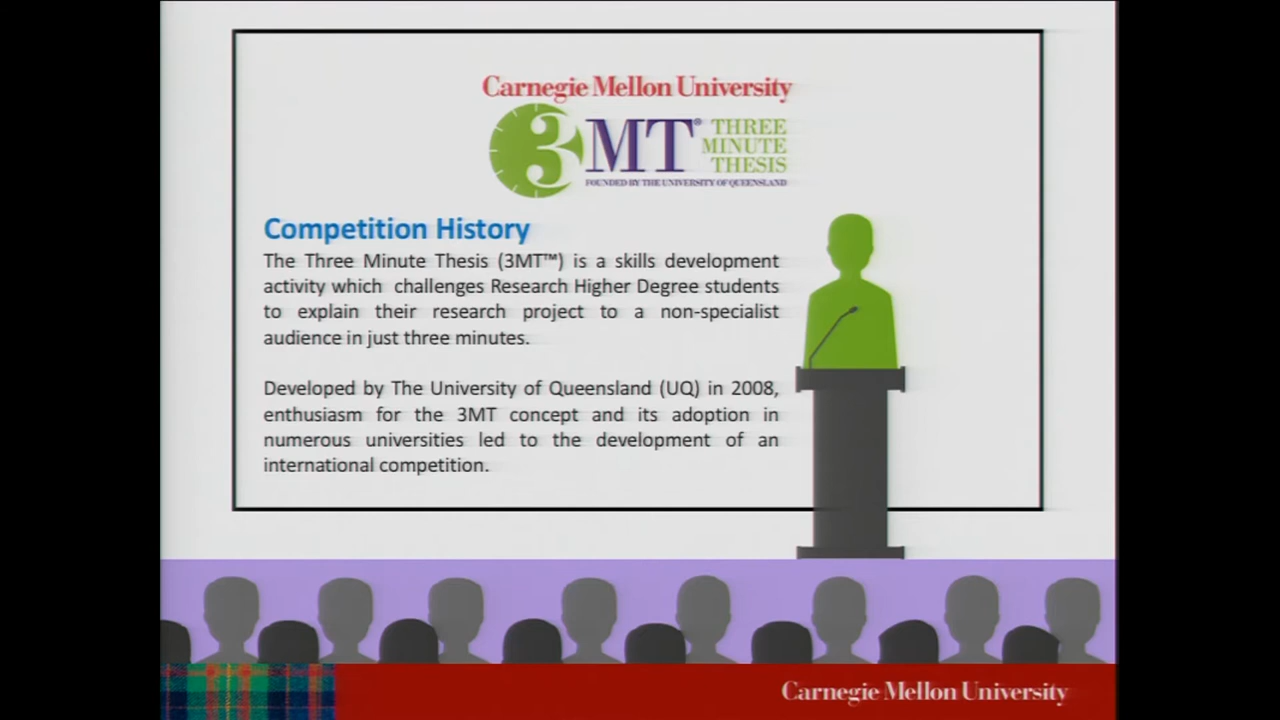 Carnegie Mellon University
3MT® THREE MINUTE THESIS
FOUNDED BY THE UNIVERSITY OF QUEENSLAND
Competition History
The Three Minute Thesis (3MT™) is a skills development
activity which challenges Research Higher Degree students
to explain their research project to a non-specialist
audience in just three minutes.
Developed by The University of Queensland (UQ) in 2008,
enthusiasm for the 3MT concept and its adoption in
numerous universities led to the development of an
international competition.
Carnegie Mellon University